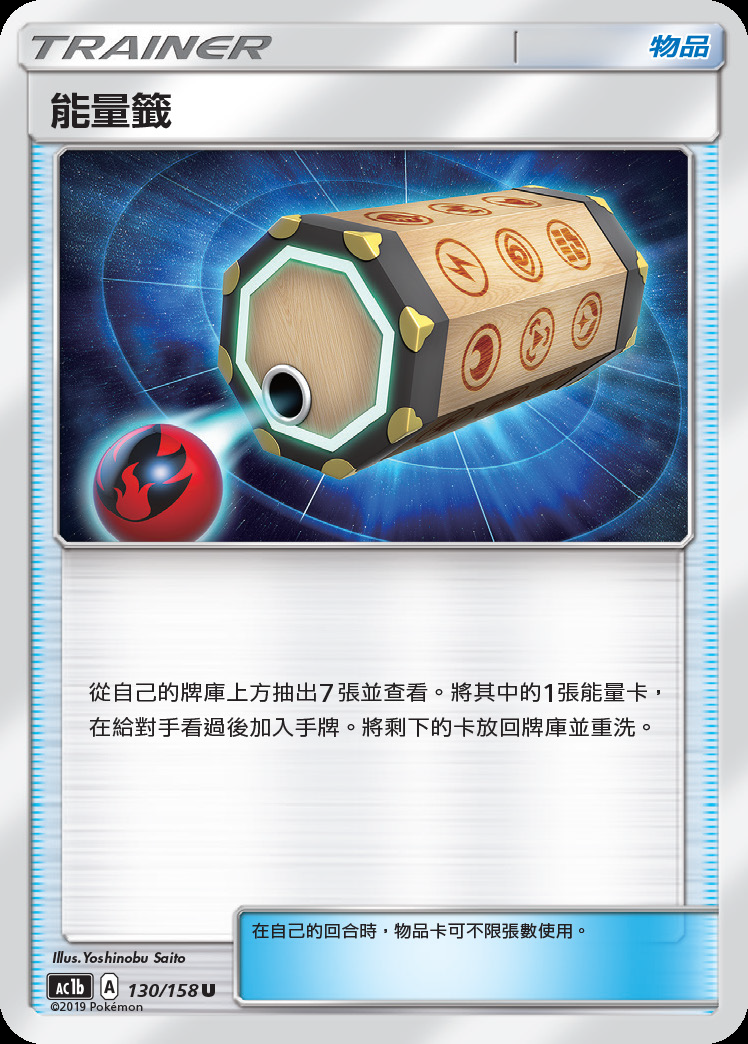 TRAINER
物品
能量籤
從自己的牌庫上方抽出7張並查看。將其中的1張能量卡，
在給對手看過後加入手牌。將剩下的卡放回牌庫並重洗。
在自己的回合時，物品卡可不限張數使用。
Illus.Yoshinobu Saito
AC1b A 130/158 U
©2019 Pokémon